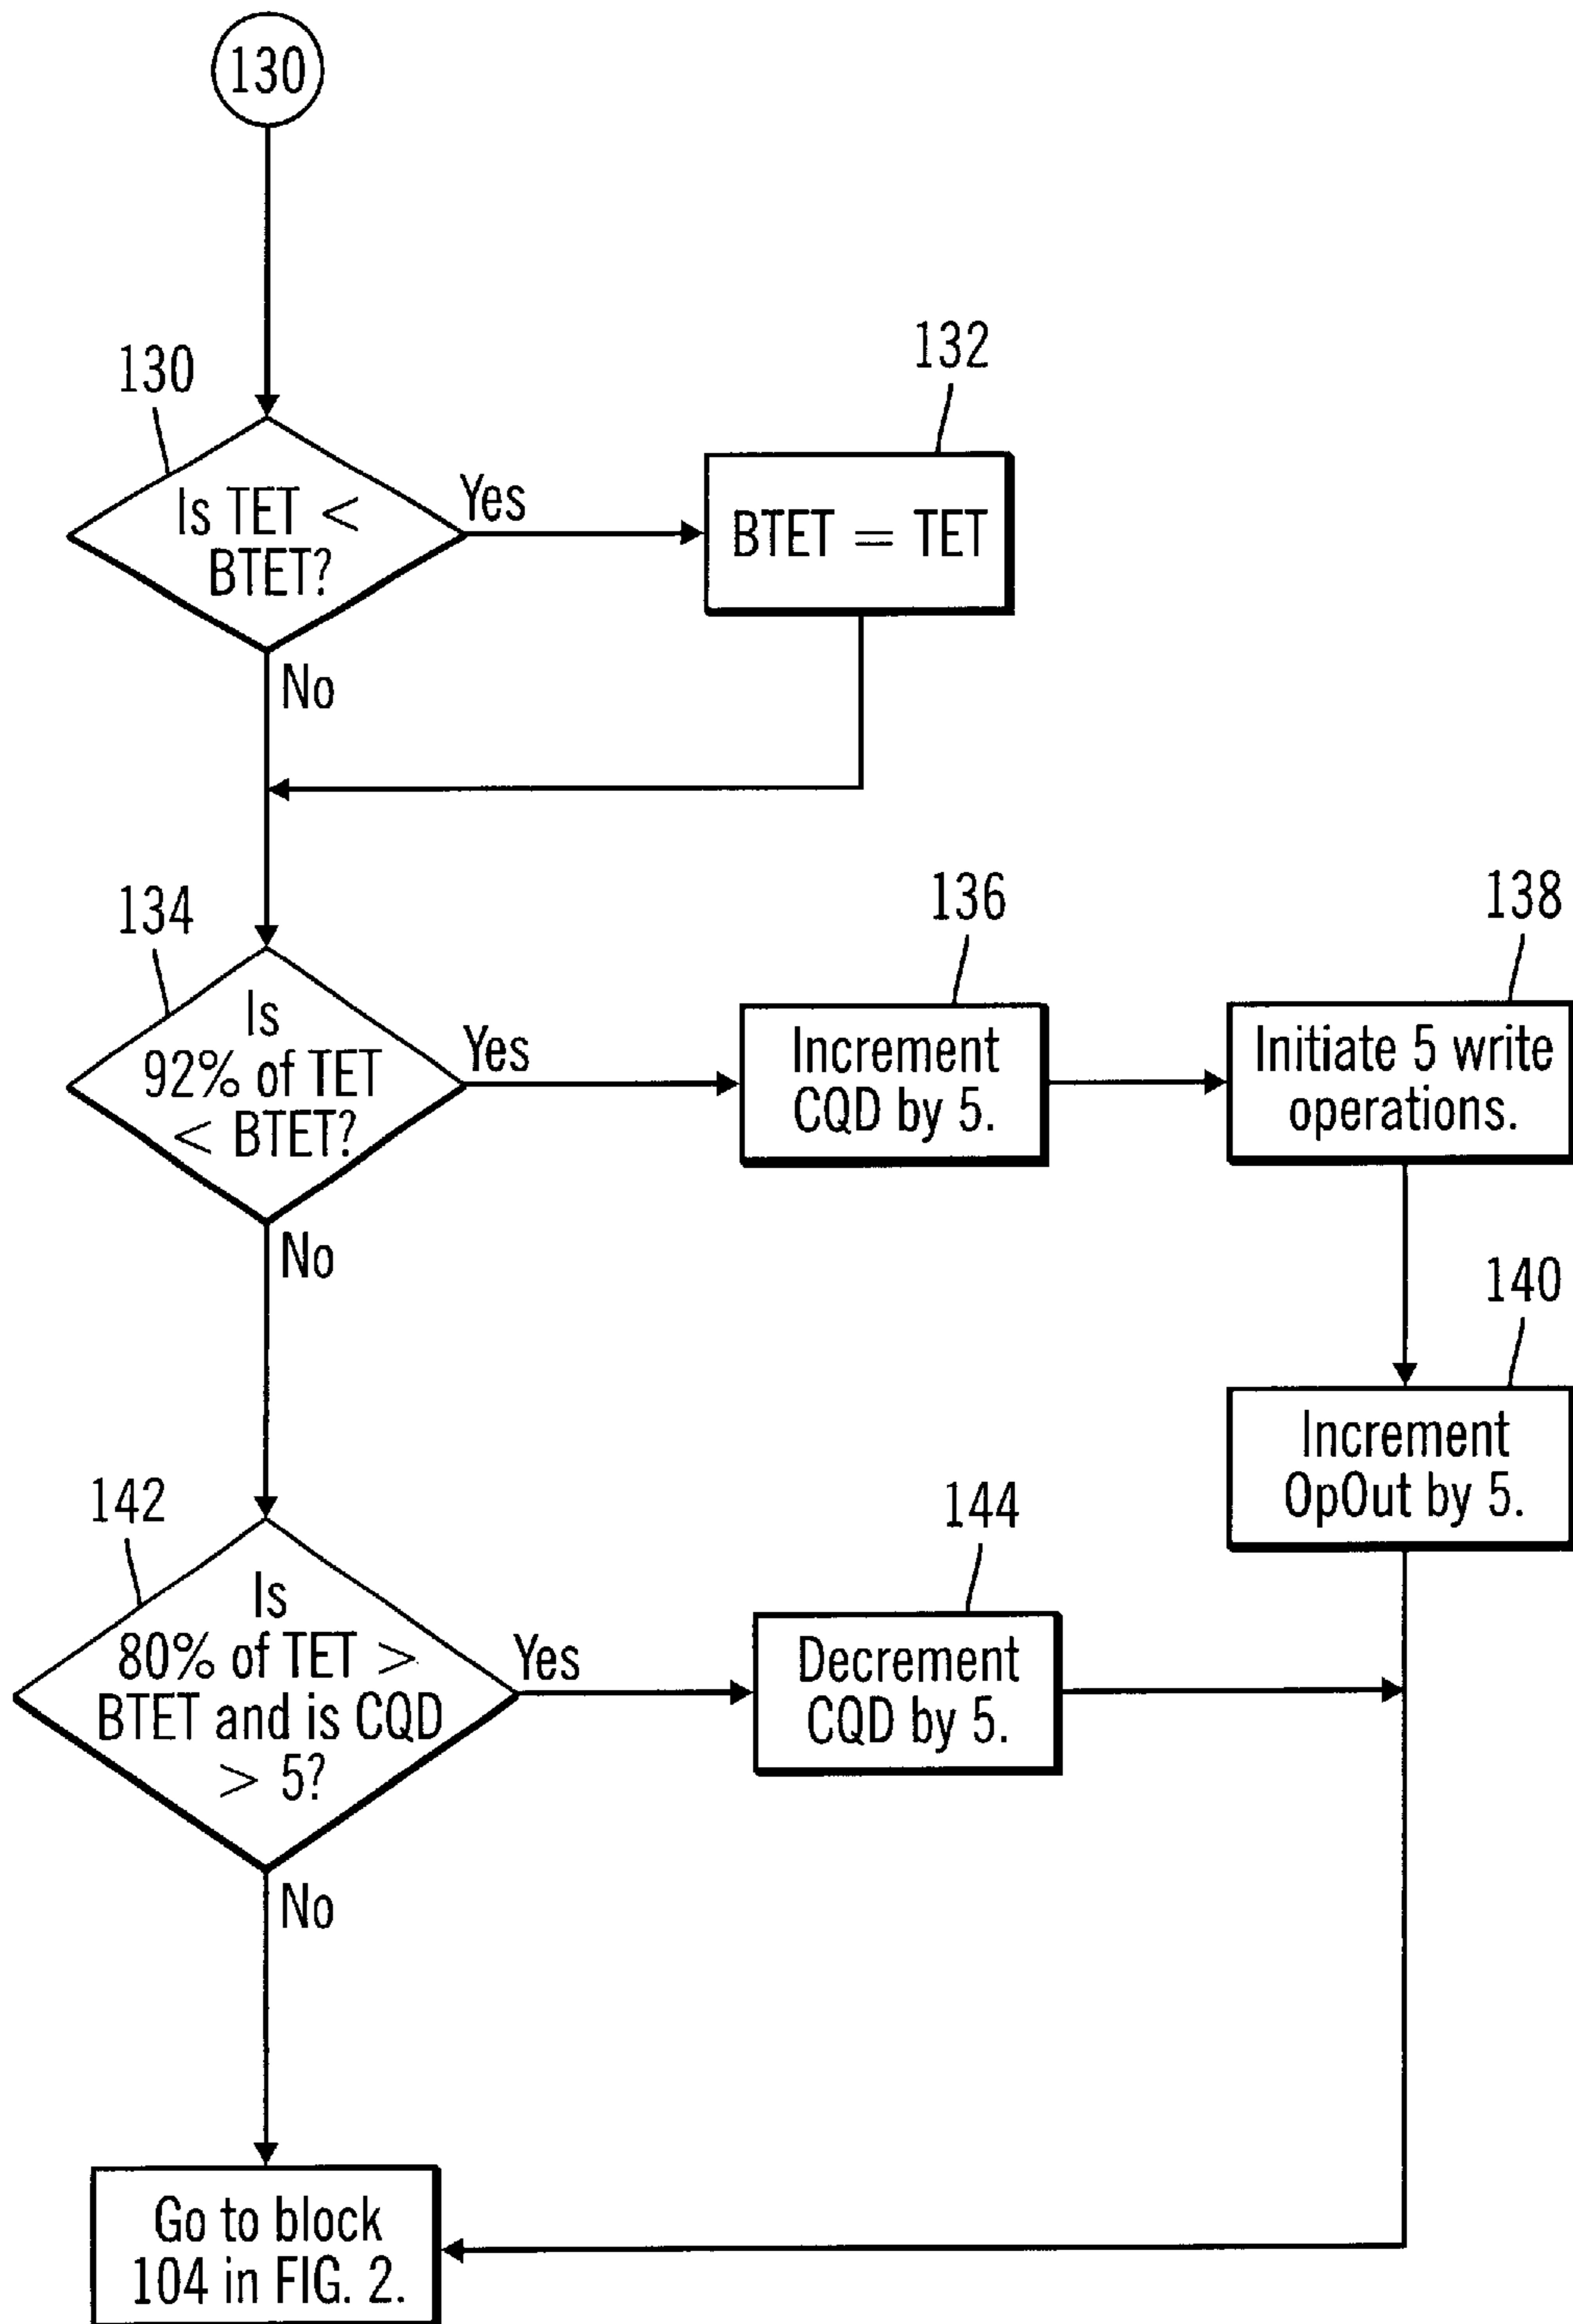 130
130
Is TET <
BTET?
Yes
132
BTET = TET
No
134
Is
92% of TET
< BTET?
Yes
136
Increment
CQD by 5.
138
Initiate 5 write
operations.
No
140
Increment
OpOut by 5.
142
Is
80% of TET >
BTET and is CQD
> 5?
Yes
144
Decrement
CQD by 5.
No
Go to block
104 in FIG. 2.